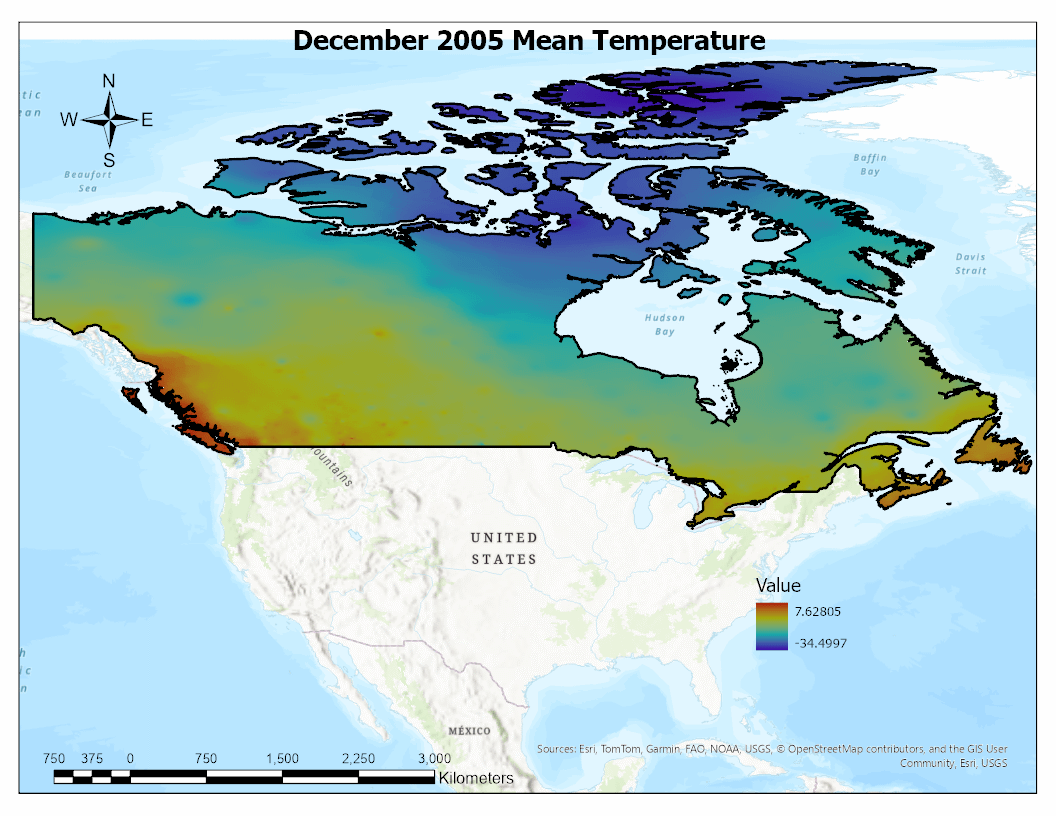 December 2005 Mean Temperature
N
W E
S
tic
ean
Beaufort
Sea
Baffin
Bay
Davis
Strait
Hudson
Bay
ountains
UNITED
STATES
Value
7.62805
-34.4997
h
ic
n
MÉXICO
Sources: Esri, TomTom, Garmin, FAO, NOAA, USGS, © OpenStreetMap contributors, and the GIS User
Community, Esri, USGS
750 375 0 750 1,500 2,250 3,000
Kilometers